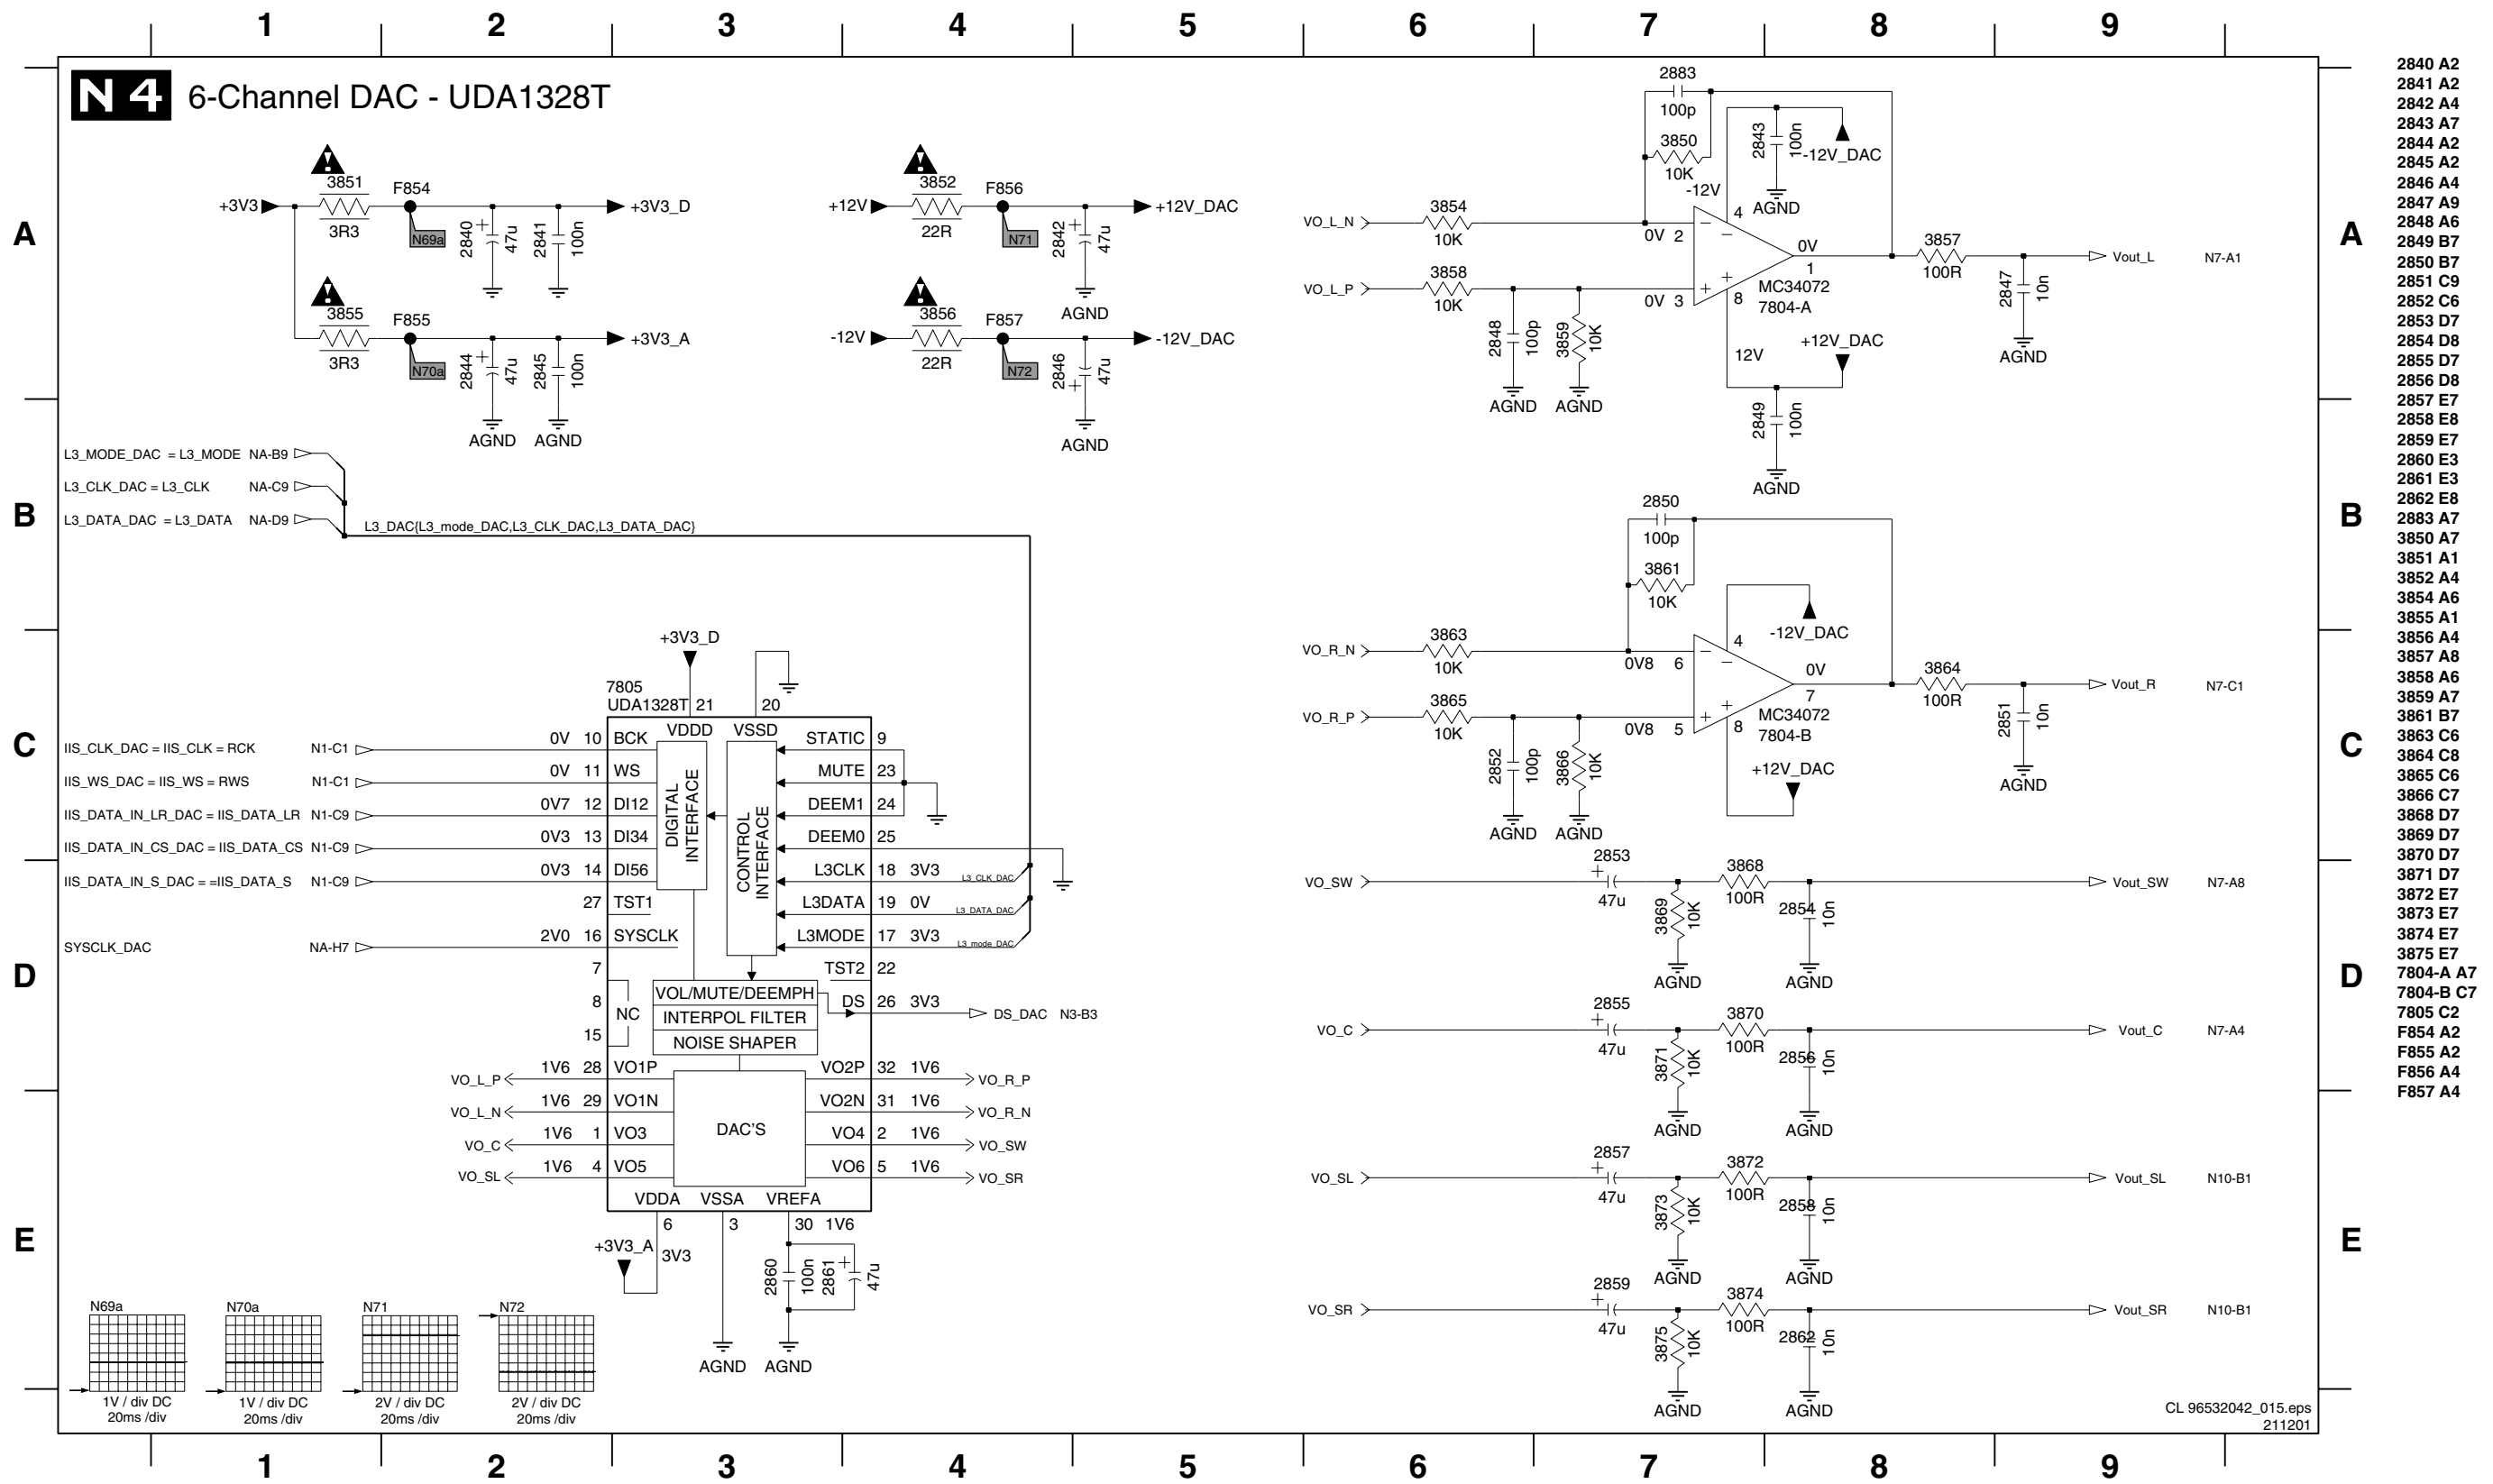 1 2 3 4 5 6 7 8 9
N 4 6-Channel DAC - UDA1328T
A
3851
+3V3
3R3
F854
N69a
2840
47u
2841
100n
+3V3_D
3855
3R3
F855
N70a
2844
47u
2845
100n
+3V3_A
AGND AGND
3852
+12V
22R
F856
N71
2842
47u
+12V_DAC
AGND
3856
-12V
22R
F857
N72
2846
47u
-12V_DAC
AGND
2883
100p
3850
10K
-12V
2843
100n
-12V_DAC
AGND
VO_L_N
3854
10K
0V 2
4
VO_L_P
3858
10K
0V 3
8
0V
1
MC34072
7804-A
3857
100R
2847
10n
AGND
Vout_L N7-A1
2848
100p
3859
10K
AGND AGND
12V
+12V_DAC
2849
100n
AGND
A
B
L3_MODE_DAC = L3_MODE NA-B9
L3_CLK_DAC = L3_CLK NA-C9
L3_DATA_DAC = L3_DATA NA-D9
L3_DAC{L3_mode_DAC,L3_CLK_DAC,L3_DATA_DAC}
2850
100p
3861
10K
-12V_DAC
B
C
VO_R_N
3863
10K
0V8 6
4
VO_R_P
3865
10K
0V8 5
8
0V
7
MC34072
7804-B
3864
100R
2851
10n
AGND
Vout_R N7-C1
2852
100p
3866
10K
AGND AGND
+12V_DAC
C
+3V3_D
7805
UDA1328T 21 20
VDDD VSSD
IIS_CLK_DAC = IIS_CLK = RCK N1-C1 0V 10 BCK
IIS_WS_DAC = IIS_WS = RWS N1-C1 0V 11 WS
IIS_DATA_IN_LR_DAC = IIS_DATA_LR N1-C9 0V7 12 DI12
IIS_DATA_IN_CS_DAC = IIS_DATA_CS N1-C9 0V3 13 DI34
IIS_DATA_IN_S_DAC = =IIS_DATA_S N1-C9 0V3 14 DI56
27 TST1
SYSCLK_DAC NA-H7 2V0 16 SYSCLK
7
8 NC
15
DIGITAL
INTERFACE
CONTROL
INTERFACE
STATIC 9
MUTE 23
DEEM1 24
DEEM0 25
L3CLK 18 3V3 L3_CLK_DAC
L3DATA 19 0V L3_DATA_DAC
L3MODE 17 3V3 L3_mode_DAC
TST2 22
DS 26 3V3 DS_DAC N3-B3
VOL/MUTE/DEEMPH
INTERPOL FILTER
NOISE SHAPER
DAC'S
VO_L_P 1V6 28 VO1P VO2P 32 1V6 VO_R_P
VO_L_N 1V6 29 VO1N VO2N 31 1V6 VO_R_N
VO_C 1V6 1 VO3 VO4 2 1V6 VO_SW
VO_SL 1V6 4 VO5 VO6 5 1V6 VO_SR
VDDA VSSA VREFA
6 3 30 1V6
+3V3_A 3V3
2860
100n
2861
47u
AGND AGND
D
VO_SW
2853
47u
3869
10K
3868
100R
2854
10n
AGND AGND
Vout_SW N7-A8
VO_C
2855
47u
3871
10K
3870
100R
2856
10n
AGND AGND
Vout_C N7-A4
D
E
VO_SL
2857
47u
3873
10K
3872
100R
2858
10n
AGND AGND
Vout_SL N10-B1
VO_SR
2859
47u
3875
10K
3874
100R
2862
10n
AGND AGND
Vout_SR N10-B1
E
N69a N70a N71 N72
1V / div DC 1V / div DC 2V / div DC 2V / div DC
20ms /div 20ms /div 20ms /div 20ms /div
CL 96532042_015.eps
211201
1 2 3 4 5 6 7 8 9
2840 A2
2841 A2
2842 A4
2843 A7
2844 A2
2845 A2
2846 A4
2847 A9
2848 A6
2849 B7
2850 B7
2851 C9
2852 C6
2853 D7
2854 D8
2855 D7
2856 D8
2857 E7
2858 E8
2859 E7
2860 E3
2861 E3
2862 E8
2883 A7
3850 A7
3851 A1
3852 A4
3854 A6
3855 A1
3856 A4
3857 A8
3858 A6
3859 A7
3861 B7
3863 C6
3864 C8
3865 C6
3866 C7
3868 D7
3869 D7
3870 D7
3871 D7
3872 E7
3873 E7
3874 E7
3875 E7
7804-A A7
7804-B C7
7805 C2
F854 A2
F855 A2
F856 A4
F857 A4